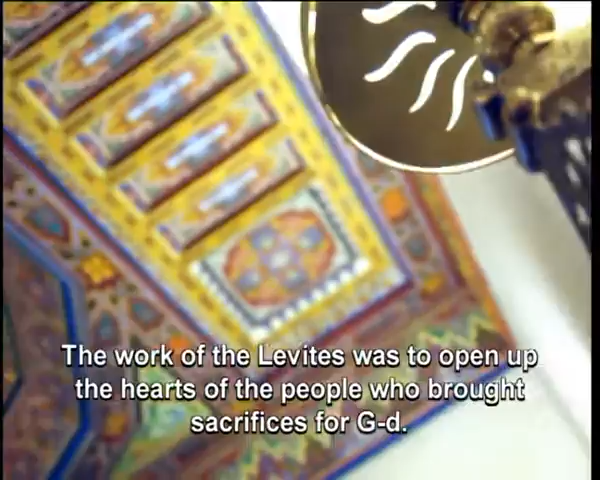 The work of the Levites was to open up
the hearts of the people who brought
sacrifices for G-d.